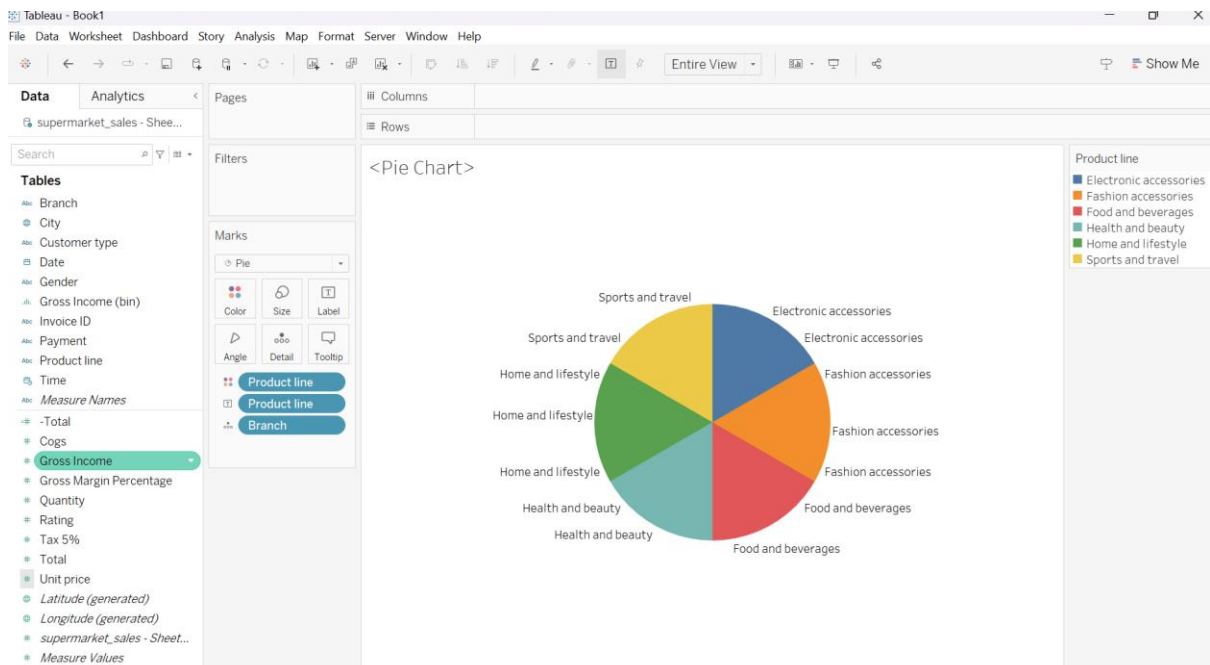 Tableau - Book1
File Data Worksheet Dashboard Story Analysis Map Format Server Window Help
Entire View
Show Me
Data Analytics
supermarket_sales - Shee...
Search
Tables
Abc Branch
City
Abc Customer type
Date
Abc Gender
Gross Income (bin)
Abc Invoice ID
Abc Payment
Abc Product line
Time
Abc Measure Names
-Total
Cogs
Gross Income
Gross Margin Percentage
Quantity
Rating
Tax 5%
Total
Unit price
Latitude (generated)
Longitude (generated)
supermarket_sales - Sheet...
Measure Values
Pages
Filters
Marks
Pie
Color Size Label
Angle Detail Tooltip
Product line
Product line
Branch
Columns
Rows
<Pie Chart>
Sports and travel
Electronic accessories
Sports and travel
Electronic accessories
Home and lifestyle
Fashion accessories
Home and lifestyle
Fashion accessories
Home and lifestyle
Fashion accessories
Health and beauty
Food and beverages
Health and beauty
Food and beverages
Product line
Electronic accessories
Fashion accessories
Food and beverages
Health and beauty
Home and lifestyle
Sports and travel